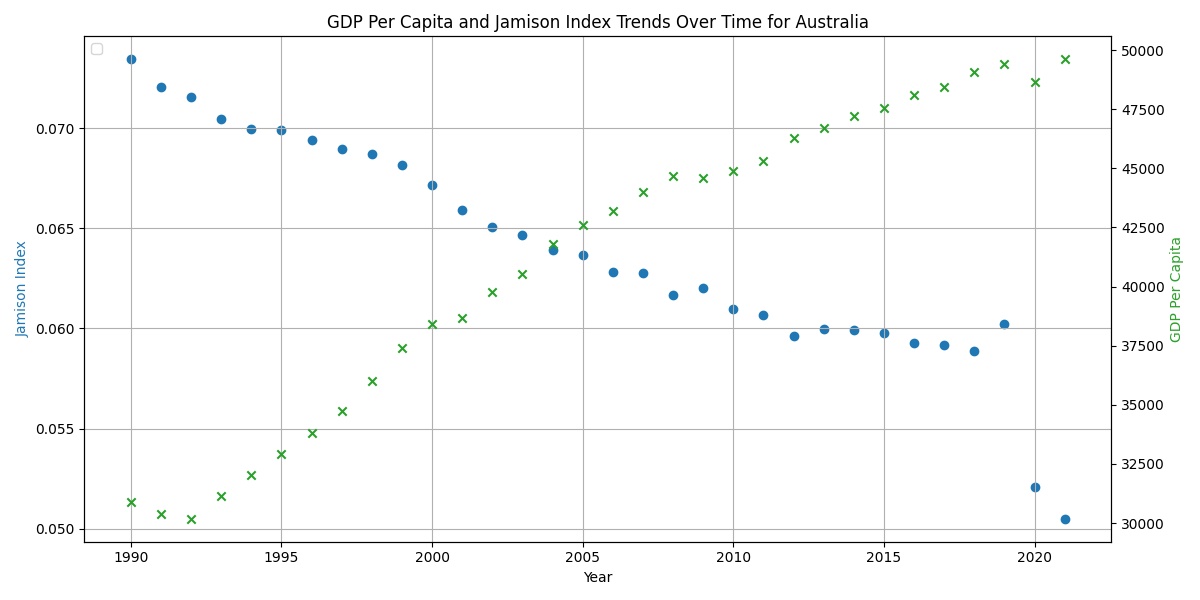 GDP Per Capita and Jamison Index Trends Over Time for Australia
Jamison Index
0.070
0.065
0.060
0.055
0.050
50000
47500
45000
42500
40000
37500
35000
32500
30000
GDP Per Capita
1990 1995 2000 2005 2010 2015 2020
Year